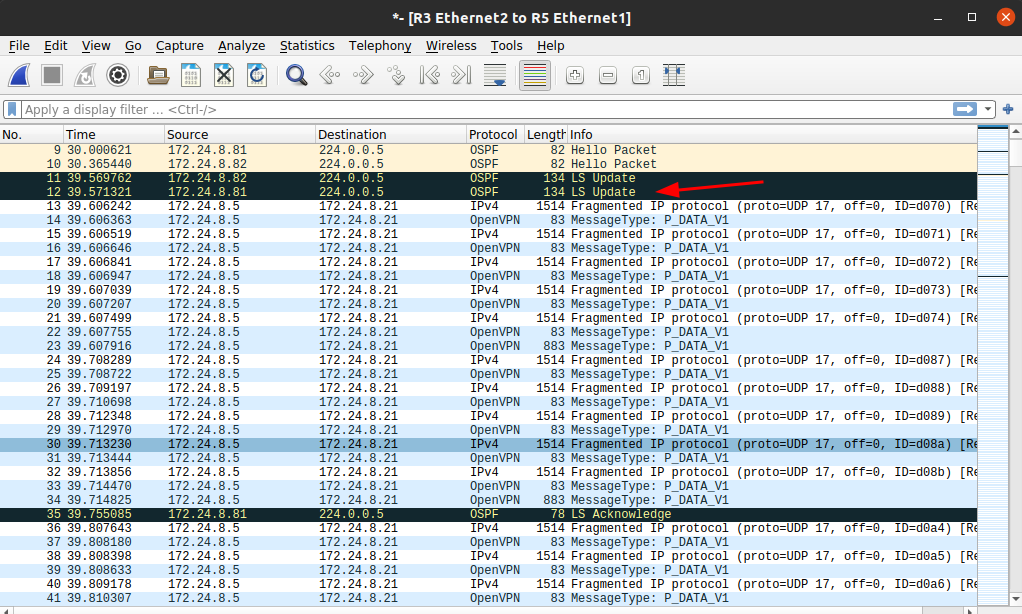 *- [R3 Ethernet2 to R5 Ethernet1]
File Edit View Go Capture Analyze Statistics Telephony Wireless Tools Help
Apply a display filter … <Ctrl-/>
No. Time Source Destination Protocol Length Info
9 30.000621 172.24.8.81 224.0.0.5 OSPF 82 Hello Packet
10 30.365440 172.24.8.82 224.0.0.5 OSPF 82 Hello Packet
11 39.569762 172.24.8.82 224.0.0.5 OSPF 134 LS Update
12 39.571321 172.24.8.81 224.0.0.5 OSPF 134 LS Update
13 39.606242 172.24.8.5 172.24.8.21 IPv4 1514 Fragmented IP protocol (proto=UDP 17, off=0, ID=d070) [Re
14 39.606363 172.24.8.5 172.24.8.21 OpenVPN 83 MessageType: P_DATA_V1
15 39.606519 172.24.8.5 172.24.8.21 IPv4 1514 Fragmented IP protocol (proto=UDP 17, off=0, ID=d071) [Re
16 39.606646 172.24.8.5 172.24.8.21 OpenVPN 83 MessageType: P_DATA_V1
17 39.606841 172.24.8.5 172.24.8.21 IPv4 1514 Fragmented IP protocol (proto=UDP 17, off=0, ID=d072) [Re
18 39.606947 172.24.8.5 172.24.8.21 OpenVPN 83 MessageType: P_DATA_V1
19 39.607039 172.24.8.5 172.24.8.21 IPv4 1514 Fragmented IP protocol (proto=UDP 17, off=0, ID=d073) [Re
20 39.607207 172.24.8.5 172.24.8.21 OpenVPN 83 MessageType: P_DATA_V1
21 39.607499 172.24.8.5 172.24.8.21 IPv4 1514 Fragmented IP protocol (proto=UDP 17, off=0, ID=d074) [Re
22 39.607755 172.24.8.5 172.24.8.21 OpenVPN 83 MessageType: P_DATA_V1
23 39.607916 172.24.8.5 172.24.8.21 OpenVPN 883 MessageType: P_DATA_V1
24 39.708289 172.24.8.5 172.24.8.21 IPv4 1514 Fragmented IP protocol (proto=UDP 17, off=0, ID=d087) [Re
25 39.708722 172.24.8.5 172.24.8.21 OpenVPN 83 MessageType: P_DATA_V1
26 39.709197 172.24.8.5 172.24.8.21 IPv4 1514 Fragmented IP protocol (proto=UDP 17, off=0, ID=d088) [Re
27 39.710698 172.24.8.5 172.24.8.21 OpenVPN 83 MessageType: P_DATA_V1
28 39.712348 172.24.8.5 172.24.8.21 IPv4 1514 Fragmented IP protocol (proto=UDP 17, off=0, ID=d089) [Re
29 39.712970 172.24.8.5 172.24.8.21 OpenVPN 83 MessageType: P_DATA_V1
30 39.713230 172.24.8.5 172.24.8.21 IPv4 1514 Fragmented IP protocol (proto=UDP 17, off=0, ID=d08a) [Re
31 39.713444 172.24.8.5 172.24.8.21 OpenVPN 83 MessageType: P_DATA_V1
32 39.713856 172.24.8.5 172.24.8.21 IPv4 1514 Fragmented IP protocol (proto=UDP 17, off=0, ID=d08b) [Re
33 39.714470 172.24.8.5 172.24.8.21 OpenVPN 83 MessageType: P_DATA_V1
34 39.714825 172.24.8.5 172.24.8.21 OpenVPN 883 MessageType: P_DATA_V1
35 39.755085 172.24.8.81 224.0.0.5 OSPF 78 LS Acknowledge
36 39.807643 172.24.8.5 172.24.8.21 IPv4 1514 Fragmented IP protocol (proto=UDP 17, off=0, ID=d0a4) [Re
37 39.808180 172.24.8.5 172.24.8.21 OpenVPN 83 MessageType: P_DATA_V1
38 39.808398 172.24.8.5 172.24.8.21 IPv4 1514 Fragmented IP protocol (proto=UDP 17, off=0, ID=d0a5) [Re
39 39.808633 172.24.8.5 172.24.8.21 OpenVPN 83 MessageType: P_DATA_V1
40 39.809178 172.24.8.5 172.24.8.21 IPv4 1514 Fragmented IP protocol (proto=UDP 17, off=0, ID=d0a6) [Re
41 39.810307 172.24.8.5 172.24.8.21 OpenVPN 83 MessageType: P_DATA_V1